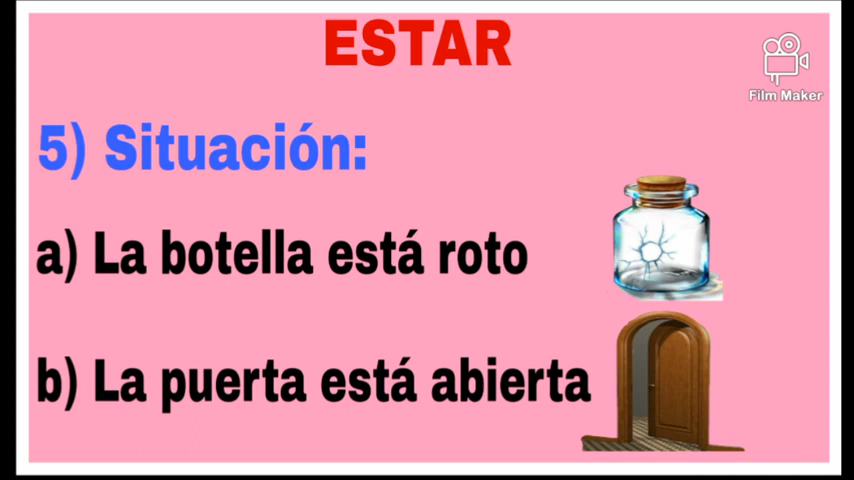 ESTAR
Film Maker
5) Situación:
a) La botella está roto
b) La puerta está abierta